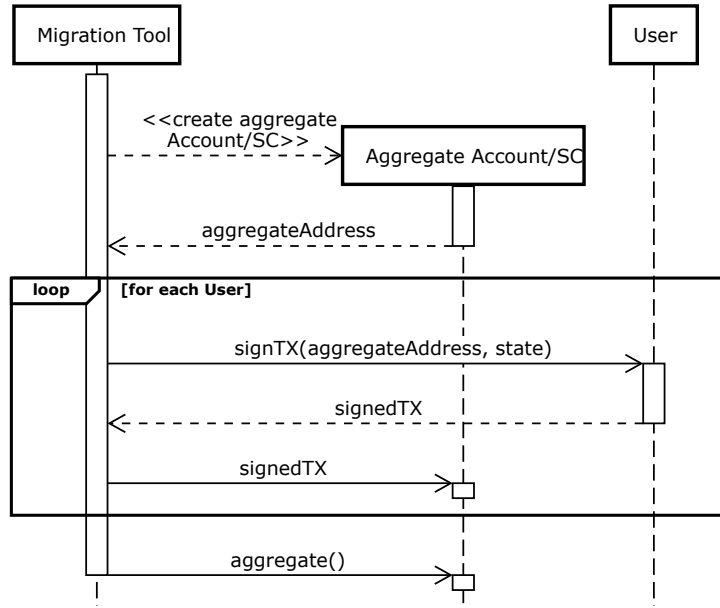 Migration Tool
User
<<create aggregate
Account/SC>>
Aggregate Account/SC
aggregateAddress
loop
[for each User]
signTX(aggregateAddress, state)
signedTX
signedTX
aggregate()